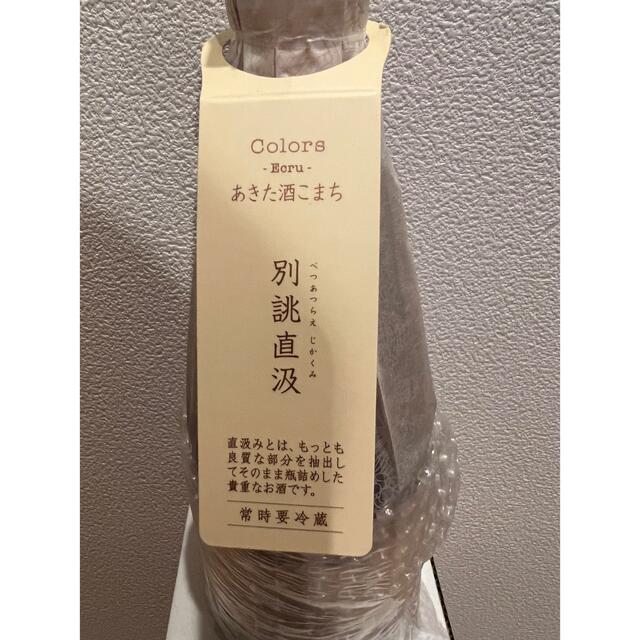 Colors
- Ecru -
あきた酒こまち
別誂直汲
べつあつらえ じかくみ
直汲みとは、もっとも
良質な部分を抽出し
てそのまま瓶詰めした
貴重なお酒です。
常時要冷蔵